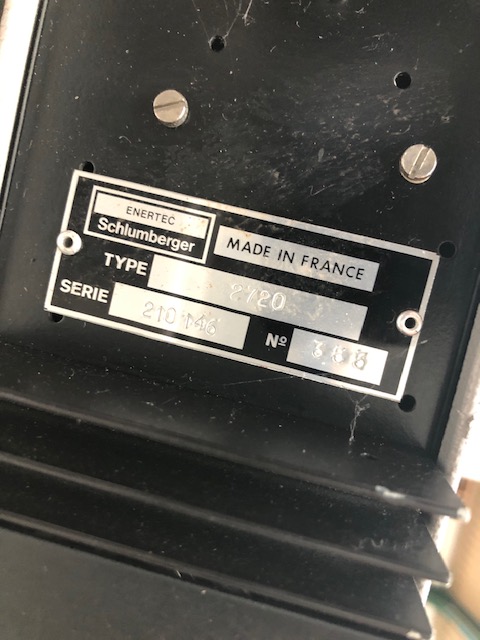 ENERTEC
Schlumberger
MADE IN FRANCE
TYPE 2720
SERIE 210146 Nº